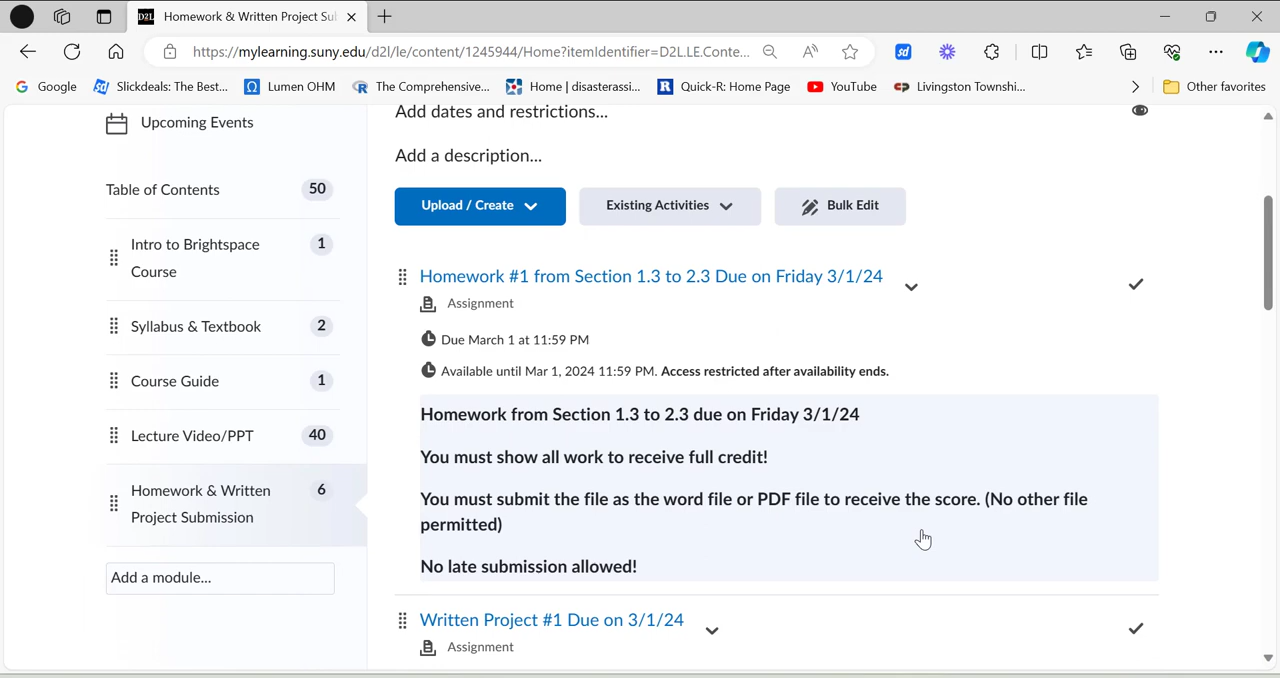 D2L Homework & Written Project Su
https://mylearning.suny.edu/d2l/le/content/1245944/Home?itemIdentifier=D2L.LE.Conte...
Google Slickdeals: The Best... Lumen OHM The Comprehensive... Home | disasterassi... Quick-R: Home Page YouTube Livingston Townshi... Other favorites
Upcoming Events
Table of Contents 50
Intro to Brightspace Course 1
Syllabus & Textbook 2
Course Guide 1
Lecture Video/PPT 40
Homework & Written Project Submission 6
Add a module...
Add dates and restrictions...
Add a description...
Upload / Create Existing Activities Bulk Edit
Homework #1 from Section 1.3 to 2.3 Due on Friday 3/1/24
Assignment
Due March 1 at 11:59 PM
Available until Mar 1, 2024 11:59 PM. Access restricted after availability ends.
Homework from Section 1.3 to 2.3 due on Friday 3/1/24
You must show all work to receive full credit!
You must submit the file as the word file or PDF file to receive the score. (No other file
permitted)
No late submission allowed!
Written Project #1 Due on 3/1/24
Assignment